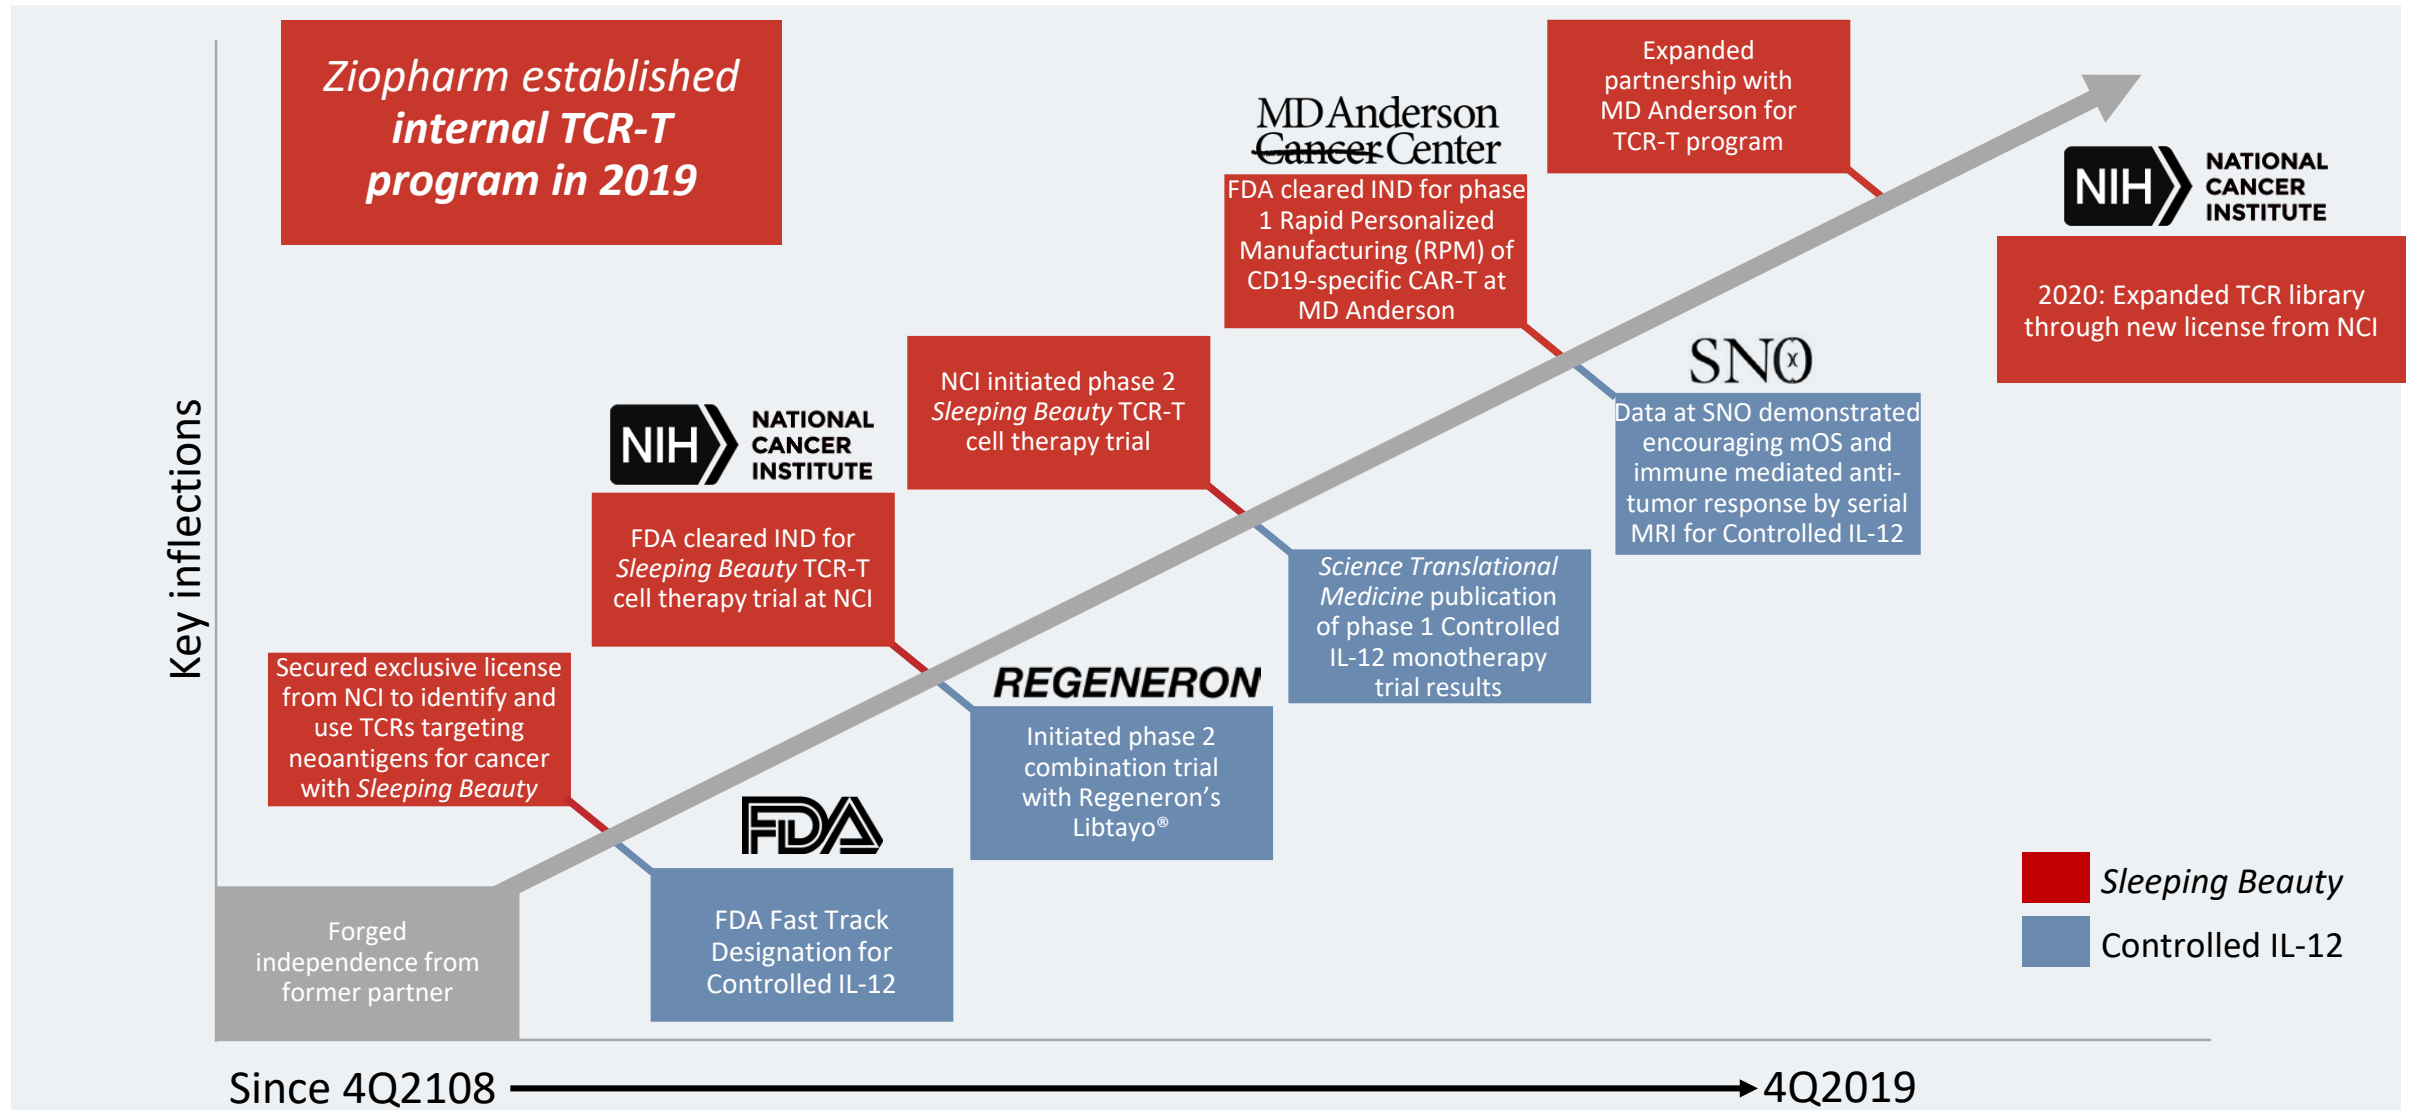 Ziopharm established
internal TCR-T
program in 2019
Key inflections
Forged
independence from
former partner
Secured exclusive license
from NCI to identify and
use TCRs targeting
neoantigens for cancer
with Sleeping Beauty
FDA
FDA Fast Track
Designation for
Controlled IL-12
NIH
NATIONAL
CANCER
INSTITUTE
FDA cleared IND for
Sleeping Beauty TCR-T
cell therapy trial at NCI
REGENERON
Initiated phase 2
combination trial
with Regeneron’s
Libtayo®
NCI initiated phase 2
Sleeping Beauty TCR-T
cell therapy trial
Science Translational
Medicine publication
of phase 1 Controlled
IL-12 monotherapy
trial results
MD Anderson
Cancer Center
FDA cleared IND for phase
1 Rapid Personalized
Manufacturing (RPM) of
CD19-specific CAR-T at
MD Anderson
SNO
Data at SNO demonstrated
encouraging mOS and
immune mediated anti-
tumor response by serial
MRI for Controlled IL-12
Expanded
partnership with
MD Anderson for
TCR-T program
NIH
NATIONAL
CANCER
INSTITUTE
2020: Expanded TCR library
through new license from NCI
Sleeping Beauty
Controlled IL-12
Since 4Q2108
4Q2019